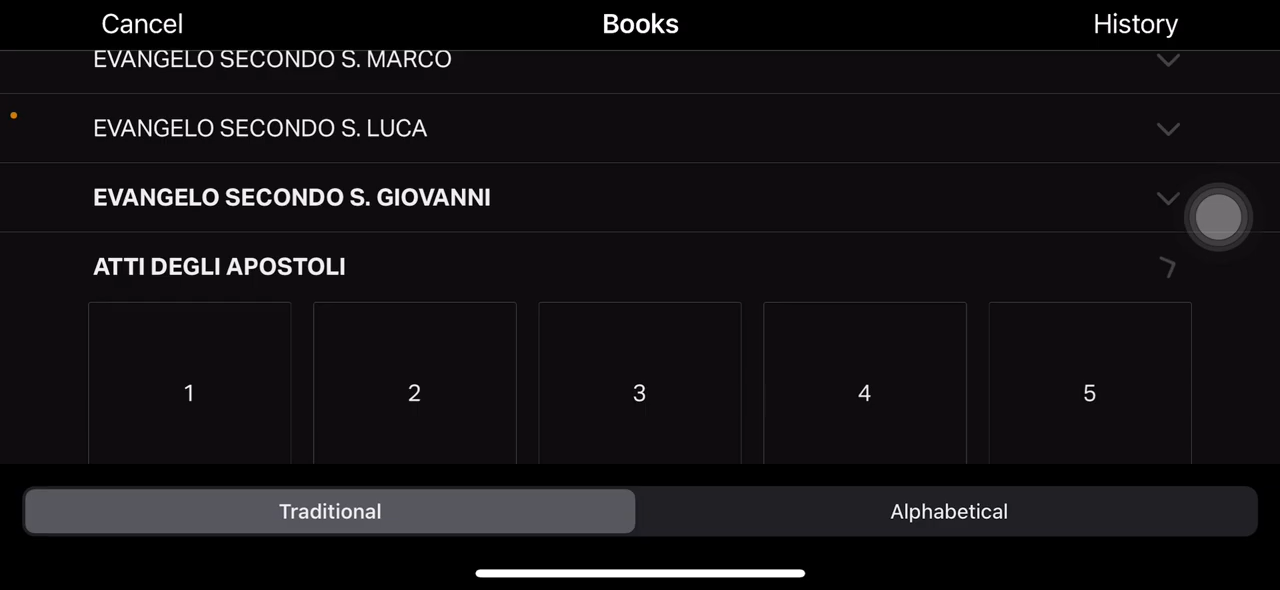 Cancel Books History
EVANGELO SECONDO S. MARCO
EVANGELO SECONDO S. LUCA
EVANGELO SECONDO S. GIOVANNI
ATTI DEGLI APOSTOLI
1 2 3 4 5
Traditional Alphabetical